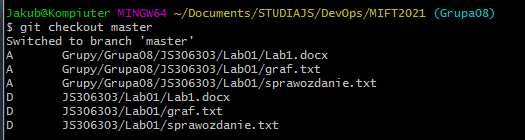 Jakub@Kompiuter MINGW64 ~/Documents/STUDIAJS/DevOps/MIFT2021 (Grupa08)
$ git checkout master
Switched to branch 'master'
A       Grupy/Grupa08/JS306303/Lab01/Lab1.docx
A       Grupy/Grupa08/JS306303/Lab01/graf.txt
A       Grupy/Grupa08/JS306303/Lab01/sprawozdanie.txt
D       JS306303/Lab01/Lab1.docx
D       JS306303/Lab01/graf.txt
D       JS306303/Lab01/sprawozdanie.txt